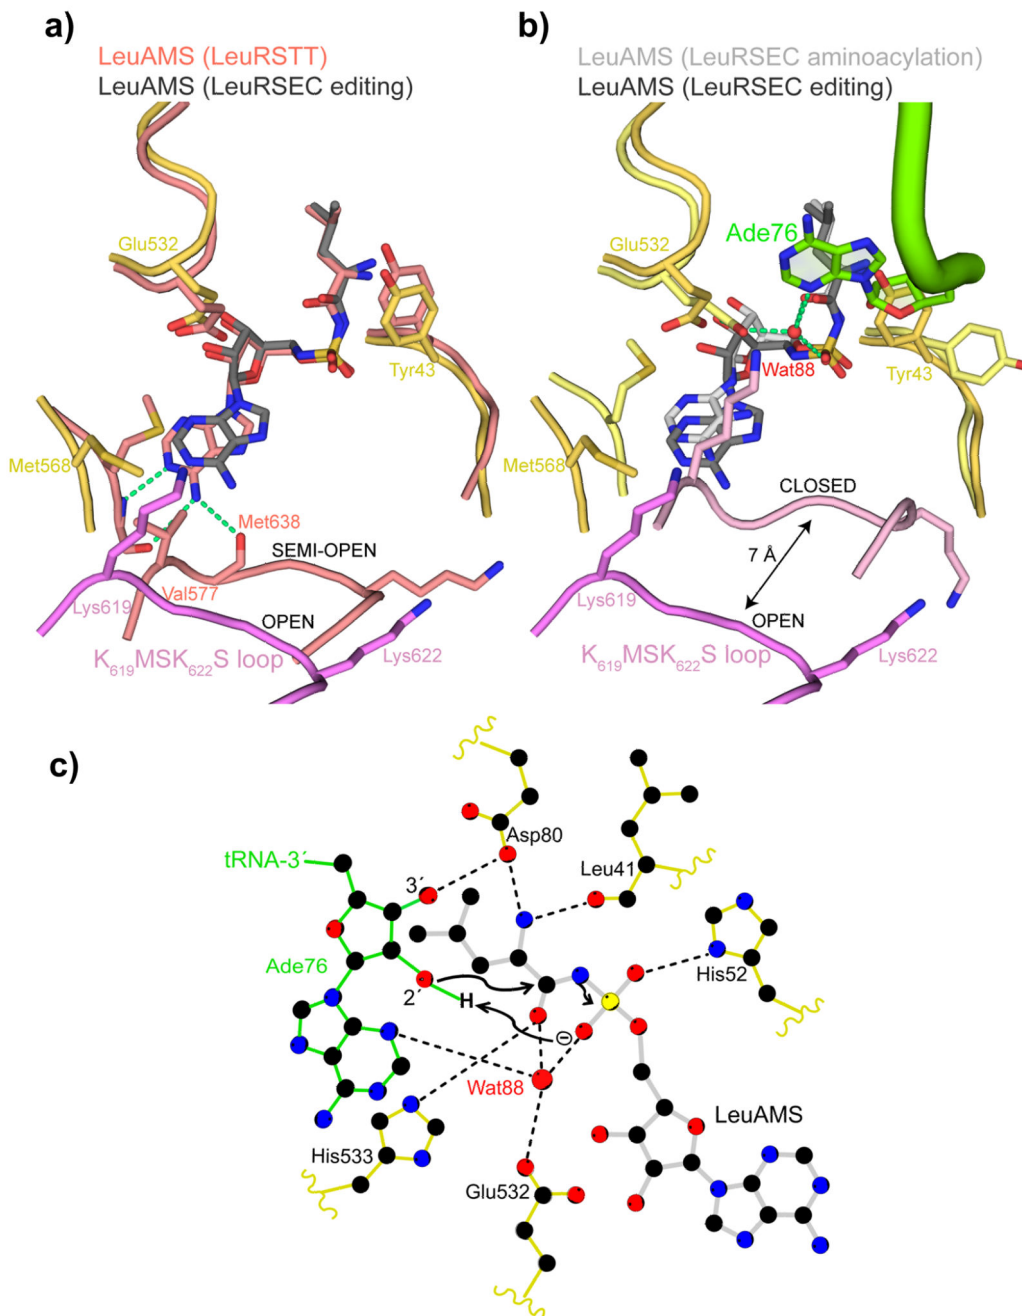 a)
LeuAMS (LeuRSTT)
LeuAMS (LeuRSEC editing)
Glu532
Tyr43
Met568
Met638
SEMI-OPEN
Val577
Lys619
OPEN
K619MSK622S loop
Lys622
b)
LeuAMS (LeuRSEC aminoacylation)
LeuAMS (LeuRSEC editing)
Ade76
Glu532
Wat88
Tyr43
Met568
CLOSED
7 Å
Lys619
OPEN
K619MSK622S loop
Lys622
c)
Asp80
Leu41
tRNA-3´
3´
His52
Ade76
2´
H
⊖
Wat88
LeuAMS
His533
Glu532